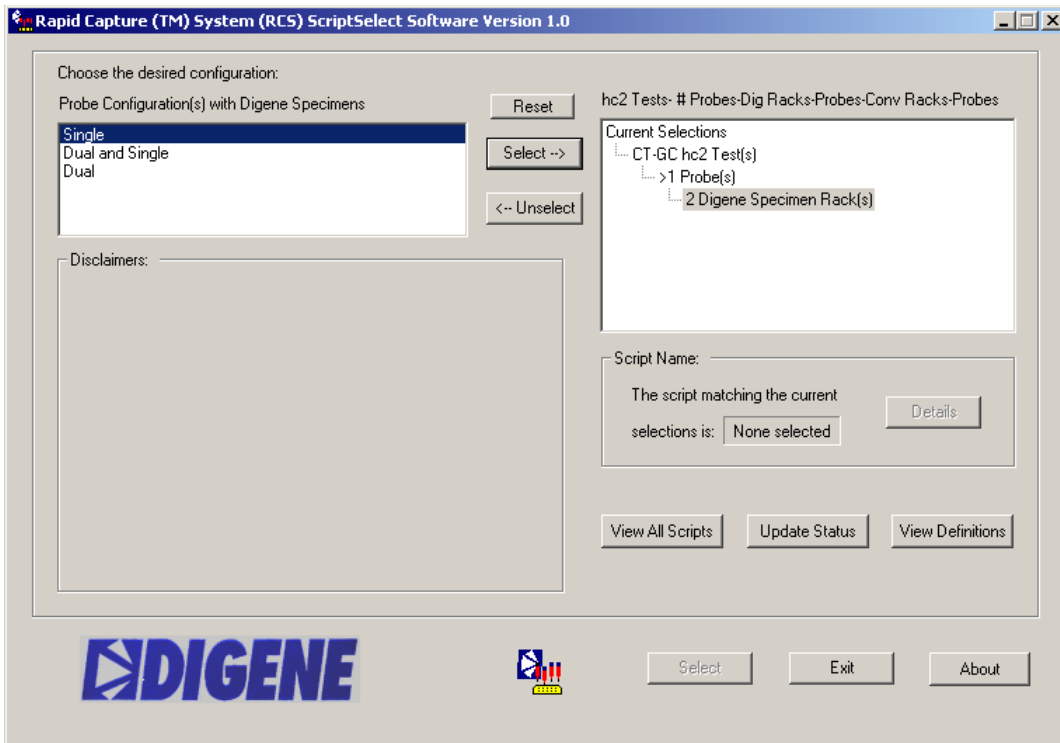 Rapid Capture (TM) System (RCS) ScriptSelect Software Version 1.0
Choose the desired configuration:
Probe Configuration(s) with Digene Specimens
Single
Dual and Single
Dual
Reset
Select -->
<-- Unselect
hc2 Tests- # Probes-Dig Racks-Probes-Conv Racks-Probes
Current Selections
CT-GC hc2 Test(s)
>1 Probe(s)
2 Digene Specimen Rack(s)
Disclaimers:
Script Name:
The script matching the current
selections is: None selected
Details
View All Scripts
Update Status
View Definitions
DIGENE
Select
Exit
About